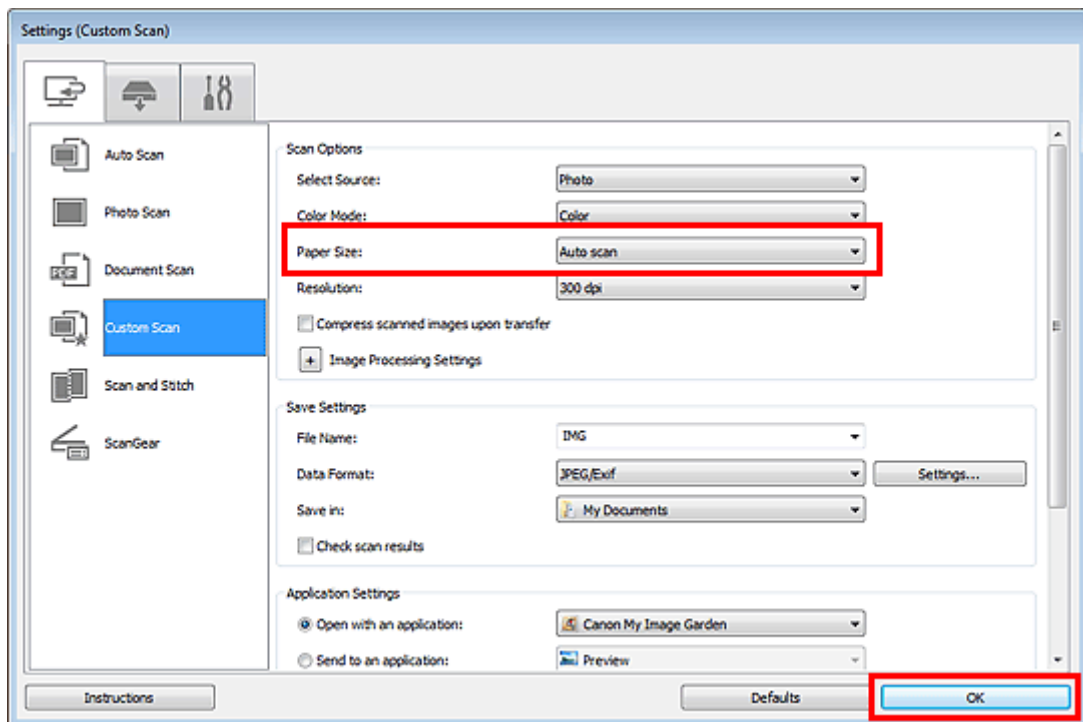 Settings (Custom Scan)
Auto Scan
Photo Scan
PDF
Document Scan
Custom Scan
Scan and Stitch
ScanGear
Scan Options
Select Source: Photo
Color Mode: Color
Paper Size: Auto scan
Resolution: 300 dpi
Compress scanned images upon transfer
+ Image Processing Settings
Save Settings
File Name: IMG
Data Format: JPEG/Exif Settings...
Save in: My Documents
Check scan results
Application Settings
Open with an application: Canon My Image Garden
Send to an application: Preview
Instructions Defaults OK